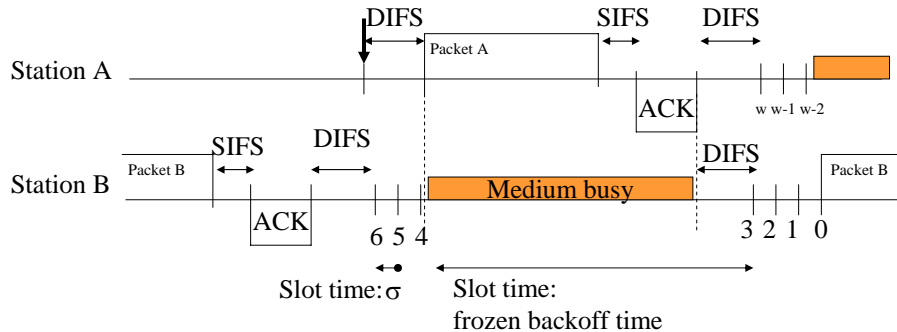 DIFS SIFS DIFS
Packet A
Station A
ACK
w w-1 w-2
SIFS DIFS DIFS
Packet B Packet B
Station B Medium busy
ACK
6 5 4 3 2 1 0
Slot time: σ Slot time:
frozen backoff time